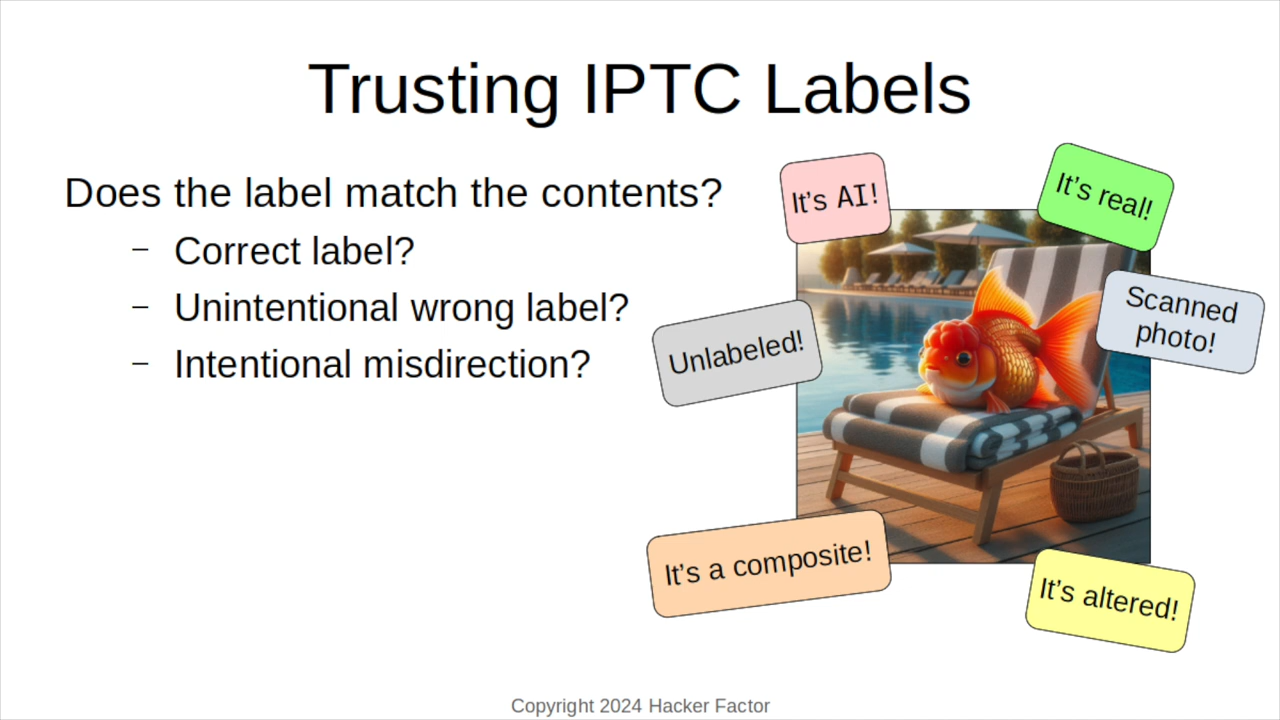 Trusting IPTC Labels
Does the label match the contents?
– Correct label?
– Unintentional wrong label?
– Intentional misdirection?
It’s AI!
It’s real!
Scanned
photo!
Unlabeled!
It’s a composite!
It’s altered!
Copyright 2024 Hacker Factor